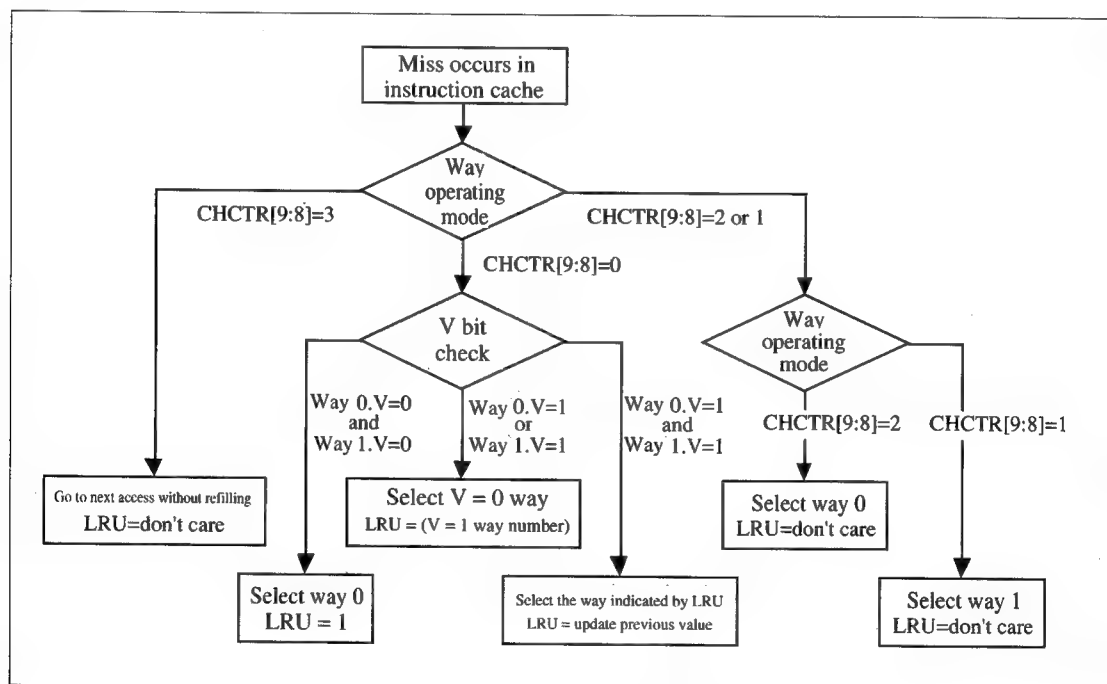 Miss occurs in
instruction cache
Way
operating
mode
CHCTR[9:8]=3
CHCTR[9:8]=2 or 1
CHCTR[9:8]=0
V bit
check
Way
operating
mode
Way 0.V=0
and
Way 1.V=0
Way 0.V=1
or
Way 1.V=1
Way 0.V=1
and
Way 1.V=1
CHCTR[9:8]=2
CHCTR[9:8]=1
Go to next access without refilling
LRU=don't care
Select V = 0 way
LRU = (V = 1 way number)
Select way 0
LRU=don't care
Select way 0
LRU = 1
Select the way indicated by LRU
LRU = update previous value
Select way 1
LRU=don't care